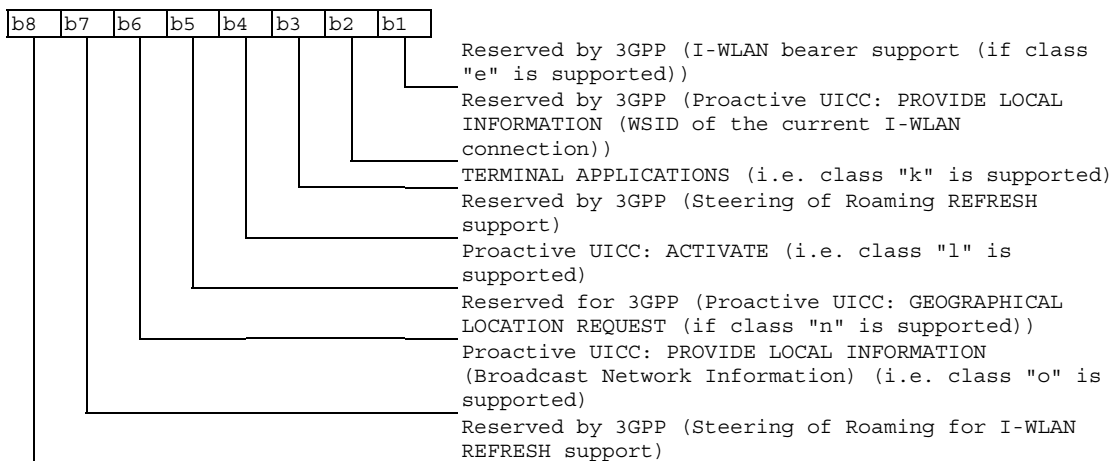 b8 b7 b6 b5 b4 b3 b2 b1
Reserved by 3GPP (I-WLAN bearer support (if class
"e" is supported))
Reserved by 3GPP (Proactive UICC: PROVIDE LOCAL
INFORMATION (WSID of the current I-WLAN
connection))
TERMINAL APPLICATIONS (i.e. class "k" is supported)
Reserved by 3GPP (Steering of Roaming REFRESH
support)
Proactive UICC: ACTIVATE (i.e. class "l" is
supported)
Reserved for 3GPP (Proactive UICC: GEOGRAPHICAL
LOCATION REQUEST (if class "n" is supported))
Proactive UICC: PROVIDE LOCAL INFORMATION
(Broadcast Network Information) (i.e. class "o" is
supported)
Reserved by 3GPP (Steering of Roaming for I-WLAN
REFRESH support)